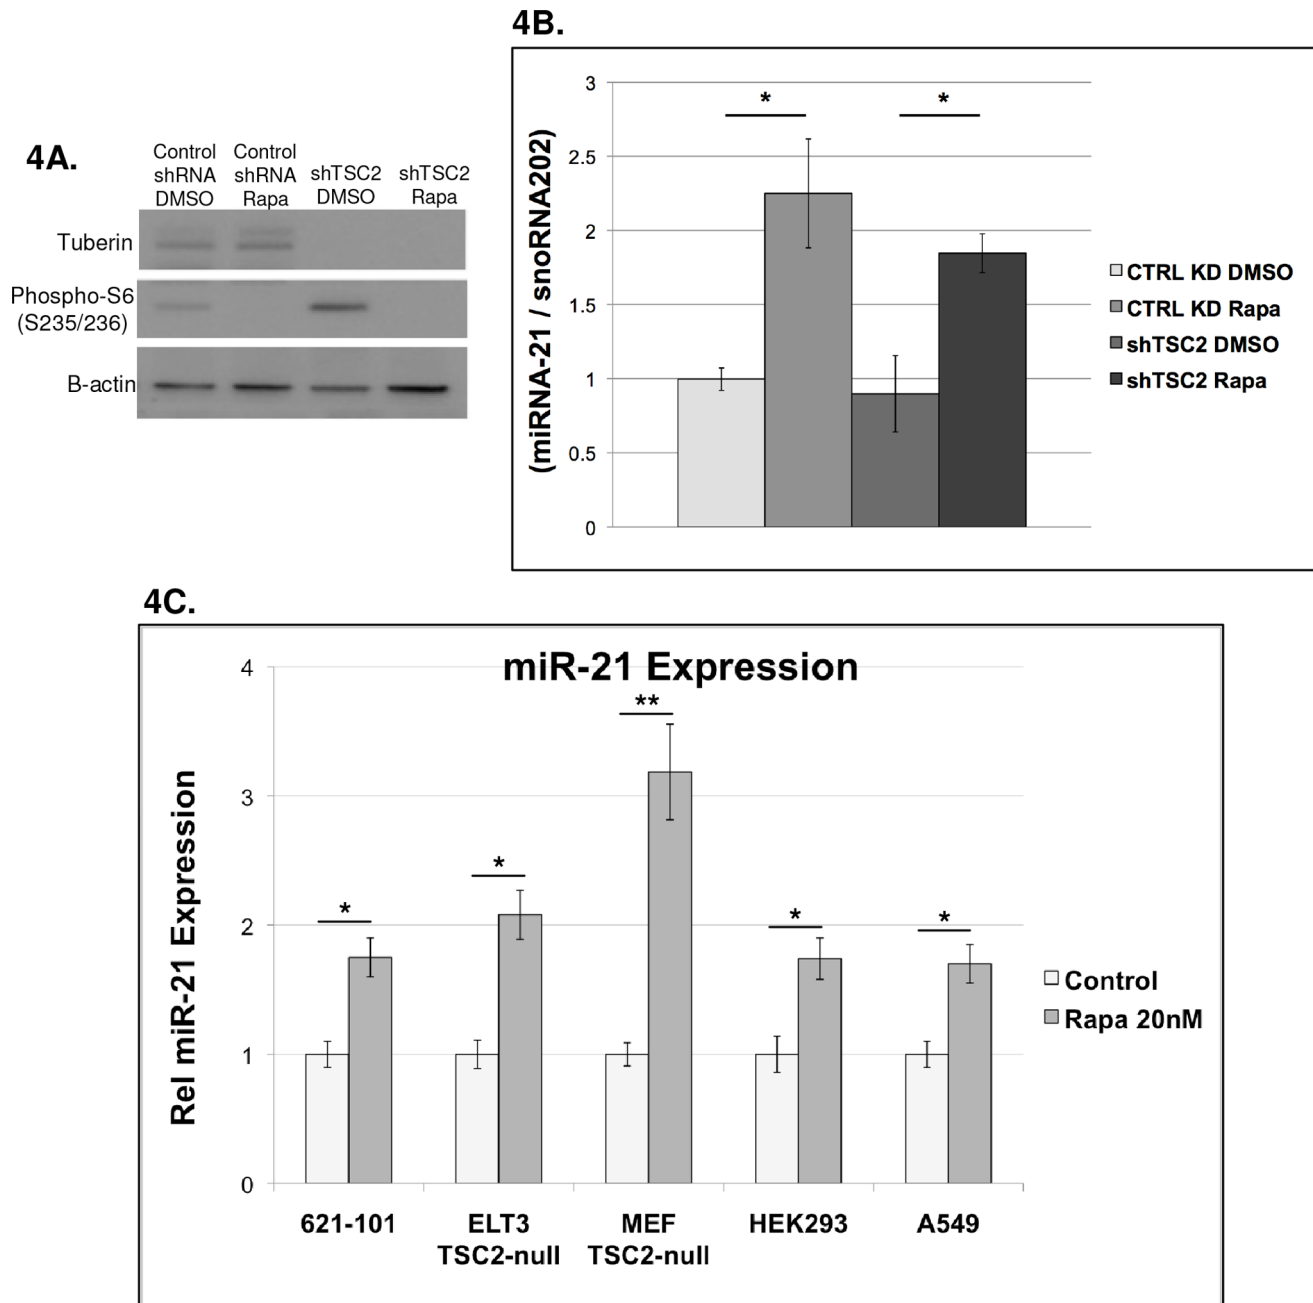 4A.
Control
shRNA
DMSO
Control
shRNA
Rapa
shTSC2
DMSO
shTSC2
Rapa
Tuberin
Phospho-S6
(S235/236)
B-actin
4B.
(miRNA-21 / snoRNA202)
3
2.5
2
1.5
1
0.5
0
*
*
CTRL KD DMSO
CTRL KD Rapa
shTSC2 DMSO
shTSC2 Rapa
4C.
miR-21 Expression
Rel miR-21 Expression
4
3
2
1
0
*
*
**
*
*
621-101
ELT3
TSC2-null
MEF
TSC2-null
HEK293
A549
Control
Rapa 20nM